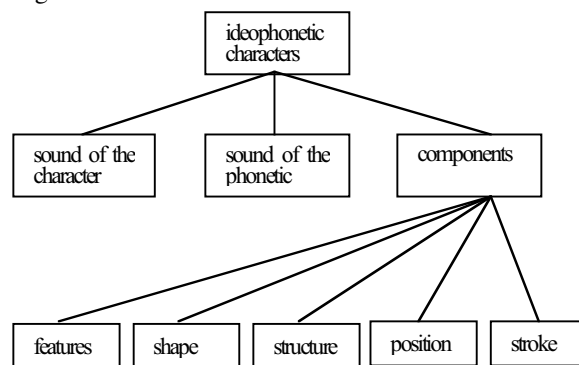 ideophonetic
characters
sound of the
character
sound of the
phonetic
components
features
shape
structure
position
stroke